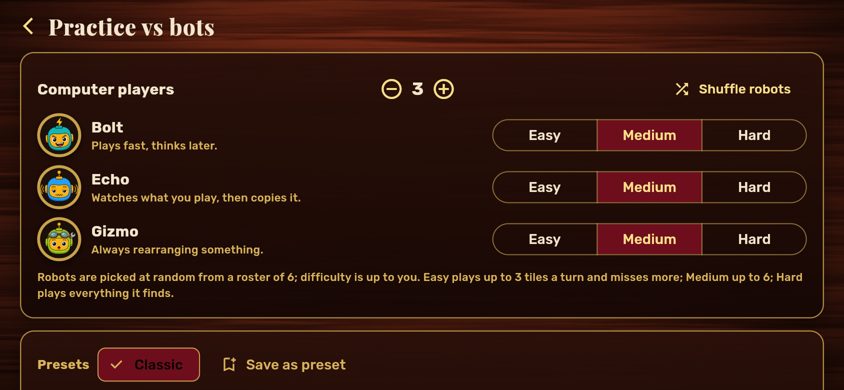 Practice vs bots
Computer players
3
Shuffle robots
Bolt
Plays fast, thinks later.
Easy Medium Hard
Echo
Watches what you play, then copies it.
Easy Medium Hard
Gizmo
Always rearranging something.
Easy Medium Hard
Robots are picked at random from a roster of 6; difficulty is up to you. Easy plays up to 3 tiles a turn and misses more; Medium up to 6; Hard
plays everything it finds.
Presets Classic Save as preset